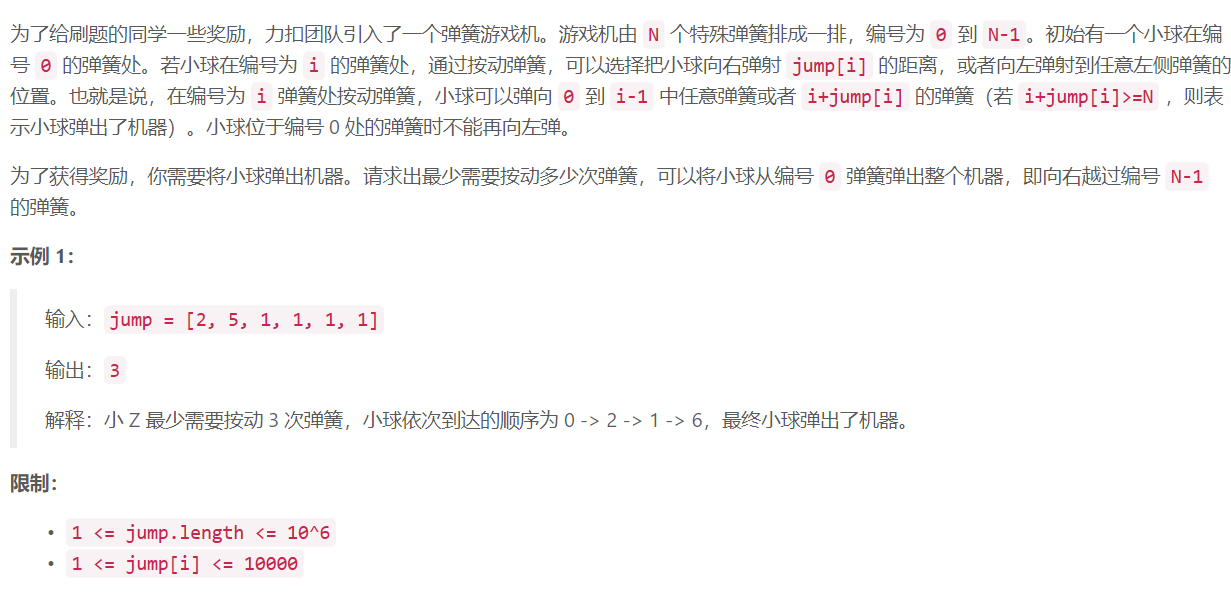 为了给刷题的同学一些奖励，力扣团队引入了一个弹簧游戏机。游戏机由 N 个特殊弹簧排成一排，编号为 0 到 N-1。初始有一个小球在编
号 0 的弹簧处。若小球在编号为 i 的弹簧处，通过按动弹簧，可以选择把小球向右弹射 jump[i] 的距离，或者向左弹射到任意左侧弹簧的
位置。也就是说，在编号为 i 弹簧处按动弹簧，小球可以弹向 0 到 i-1 中任意弹簧或者 i+jump[i] 的弹簧（若 i+jump[i]>=N ，则表
示小球弹出了机器）。小球位于编号 0 处的弹簧时不能再向左弹。
为了获得奖励，你需要将小球弹出机器。请求出最少需要按动多少次弹簧，可以将小球从编号 0 弹簧弹出整个机器，即向右越过编号 N-1
的弹簧。
示例 1：
输入：jump = [2, 5, 1, 1, 1, 1]
输出：3
解释：小 Z 最少需要按动 3 次弹簧，小球依次到达的顺序为 0 -> 2 -> 1 -> 6，最终小球弹出了机器。
限制：
• 1 <= jump.length <= 10^6
• 1 <= jump[i] <= 10000